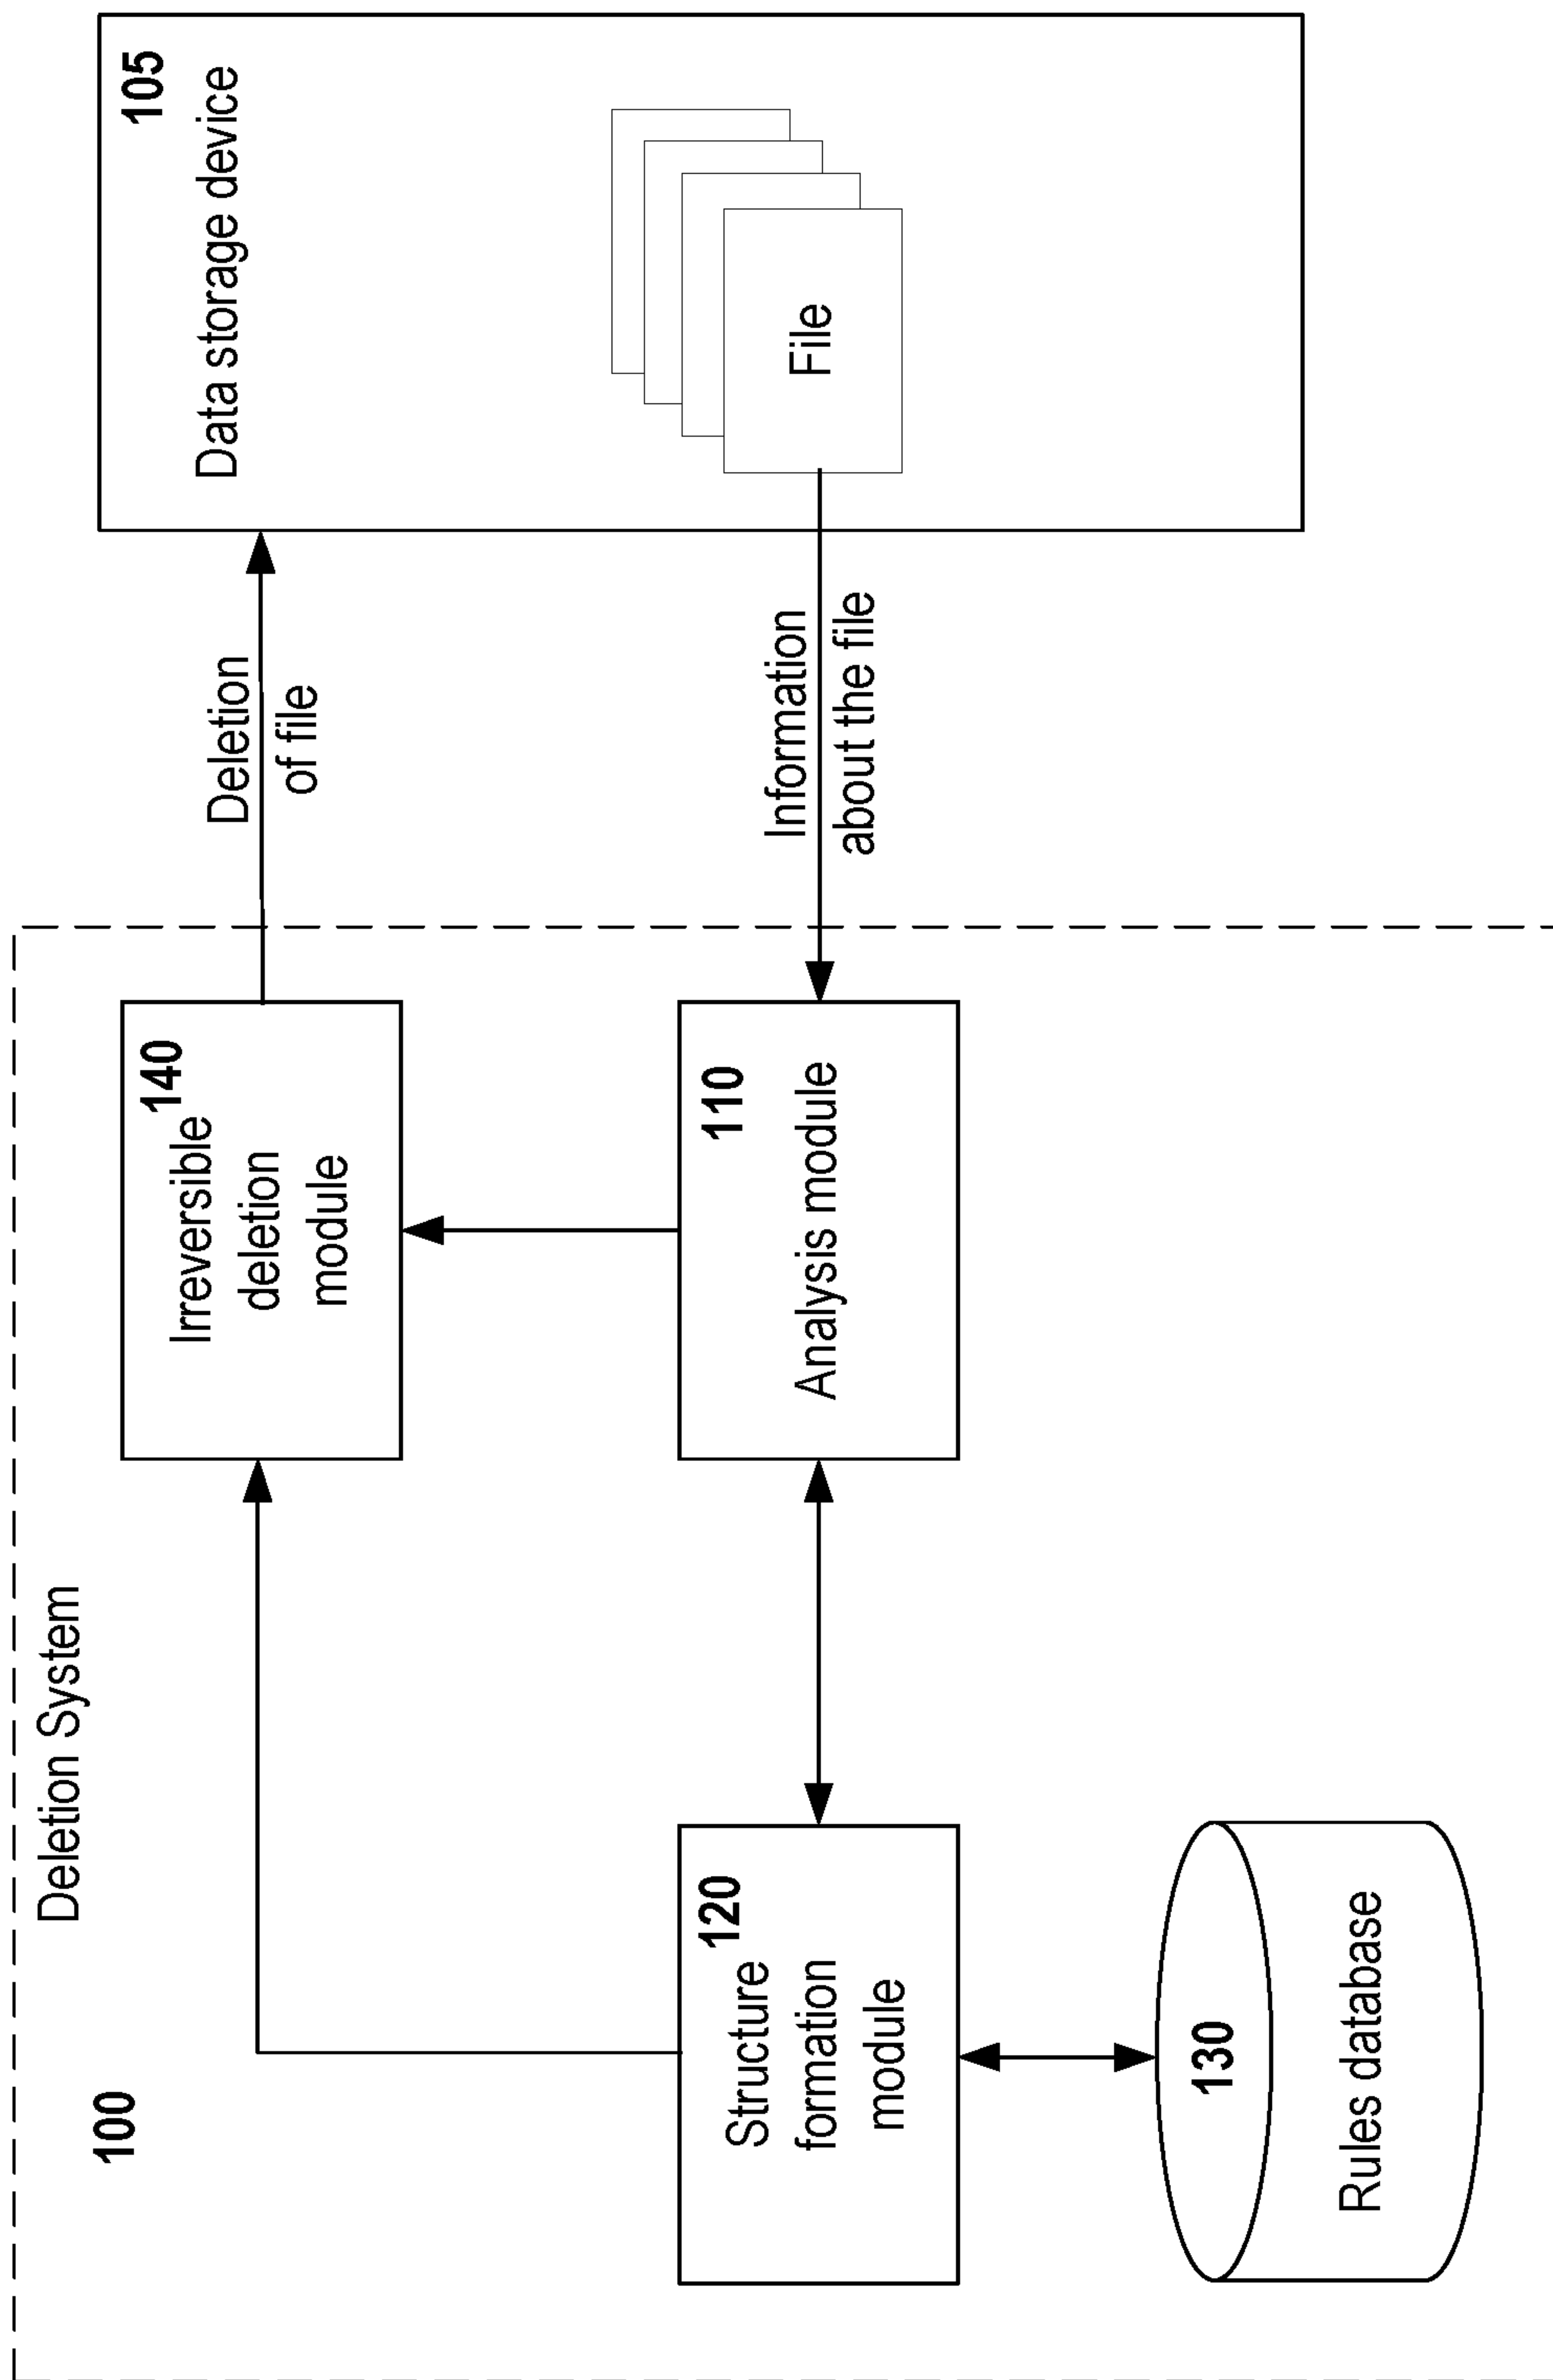 Deletion System
100
Irreversible
140
deletion
module
Deletion
of file
105
Data storage device
File
Structure
120
formation
module
110
Analysis module
Information
about the file
130
Rules database